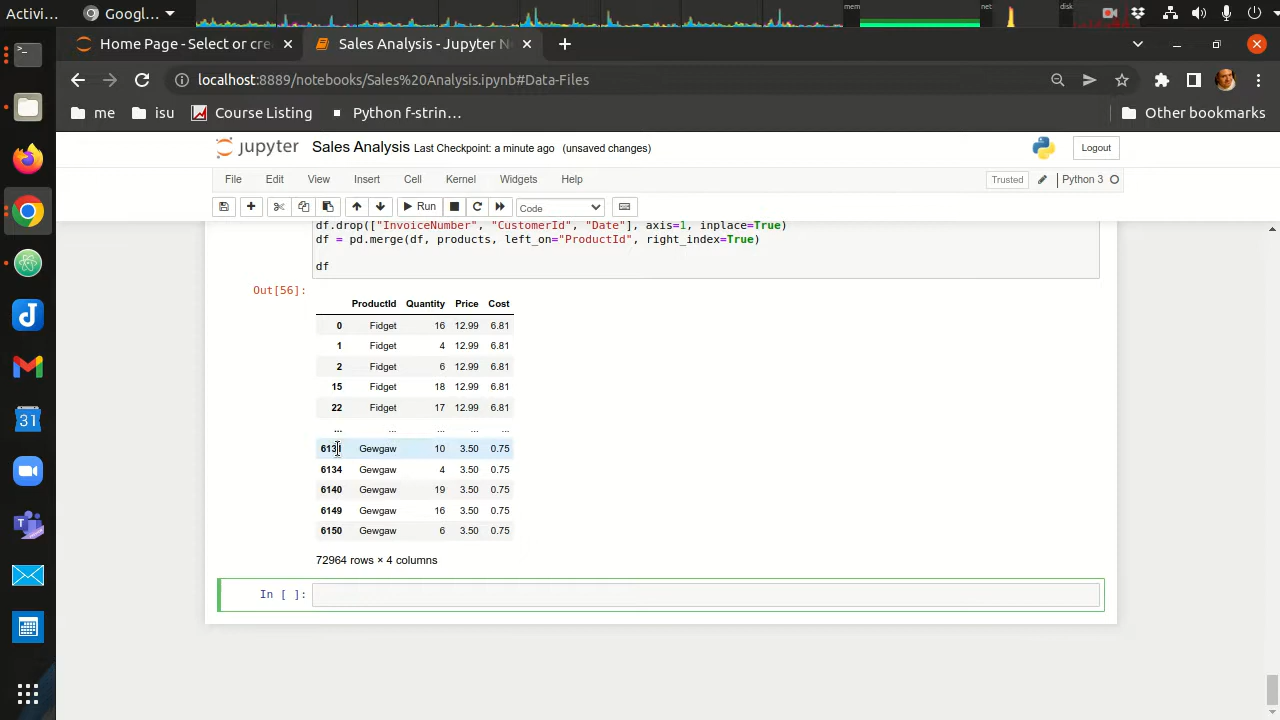 Activi...
Googl...
mem
net
disk
Home Page - Select or cre
Sales Analysis - Jupyter N
localhost:8889/notebooks/Sales%20Analysis.ipynb#Data-Files
me
isu
Course Listing
Python f-strin...
Other bookmarks
jupyter
Sales Analysis Last Checkpoint: a minute ago (unsaved changes)
Logout
File Edit View Insert Cell Kernel Widgets Help
Trusted
Python 3
Run
Code
df.drop(["InvoiceNumber", "CustomerId", "Date"], axis=1, inplace=True)
df = pd.merge(df, products, left_on="ProductId", right_index=True)
df
Out[56]:
ProductId Quantity Price Cost
0 Fidget 16 12.99 6.81
1 Fidget 4 12.99 6.81
2 Fidget 6 12.99 6.81
15 Fidget 18 12.99 6.81
22 Fidget 17 12.99 6.81
... ... ... ... ...
Gewgaw 10 3.50 0.75
6134 Gewgaw 4 3.50 0.75
6140 Gewgaw 19 3.50 0.75
6149 Gewgaw 16 3.50 0.75
6150 Gewgaw 6 3.50 0.75
72964 rows × 4 columns
In [ ]:
31